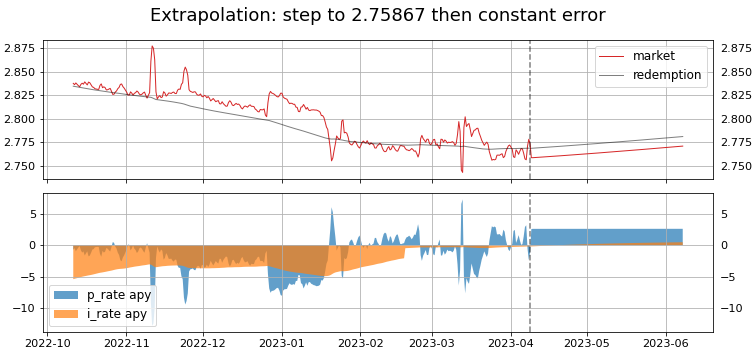 Extrapolation: step to 2.75867 then constant error
2.875 2.875
2.850 2.850
2.825 2.825
2.800 2.800
2.775 2.775
2.750 2.750
market
redemption
5 5
0 0
−5 −5
−10 −10
p_rate apy
i_rate apy
2022-10 2022-11 2022-12 2023-01 2023-02 2023-03 2023-04 2023-05 2023-06